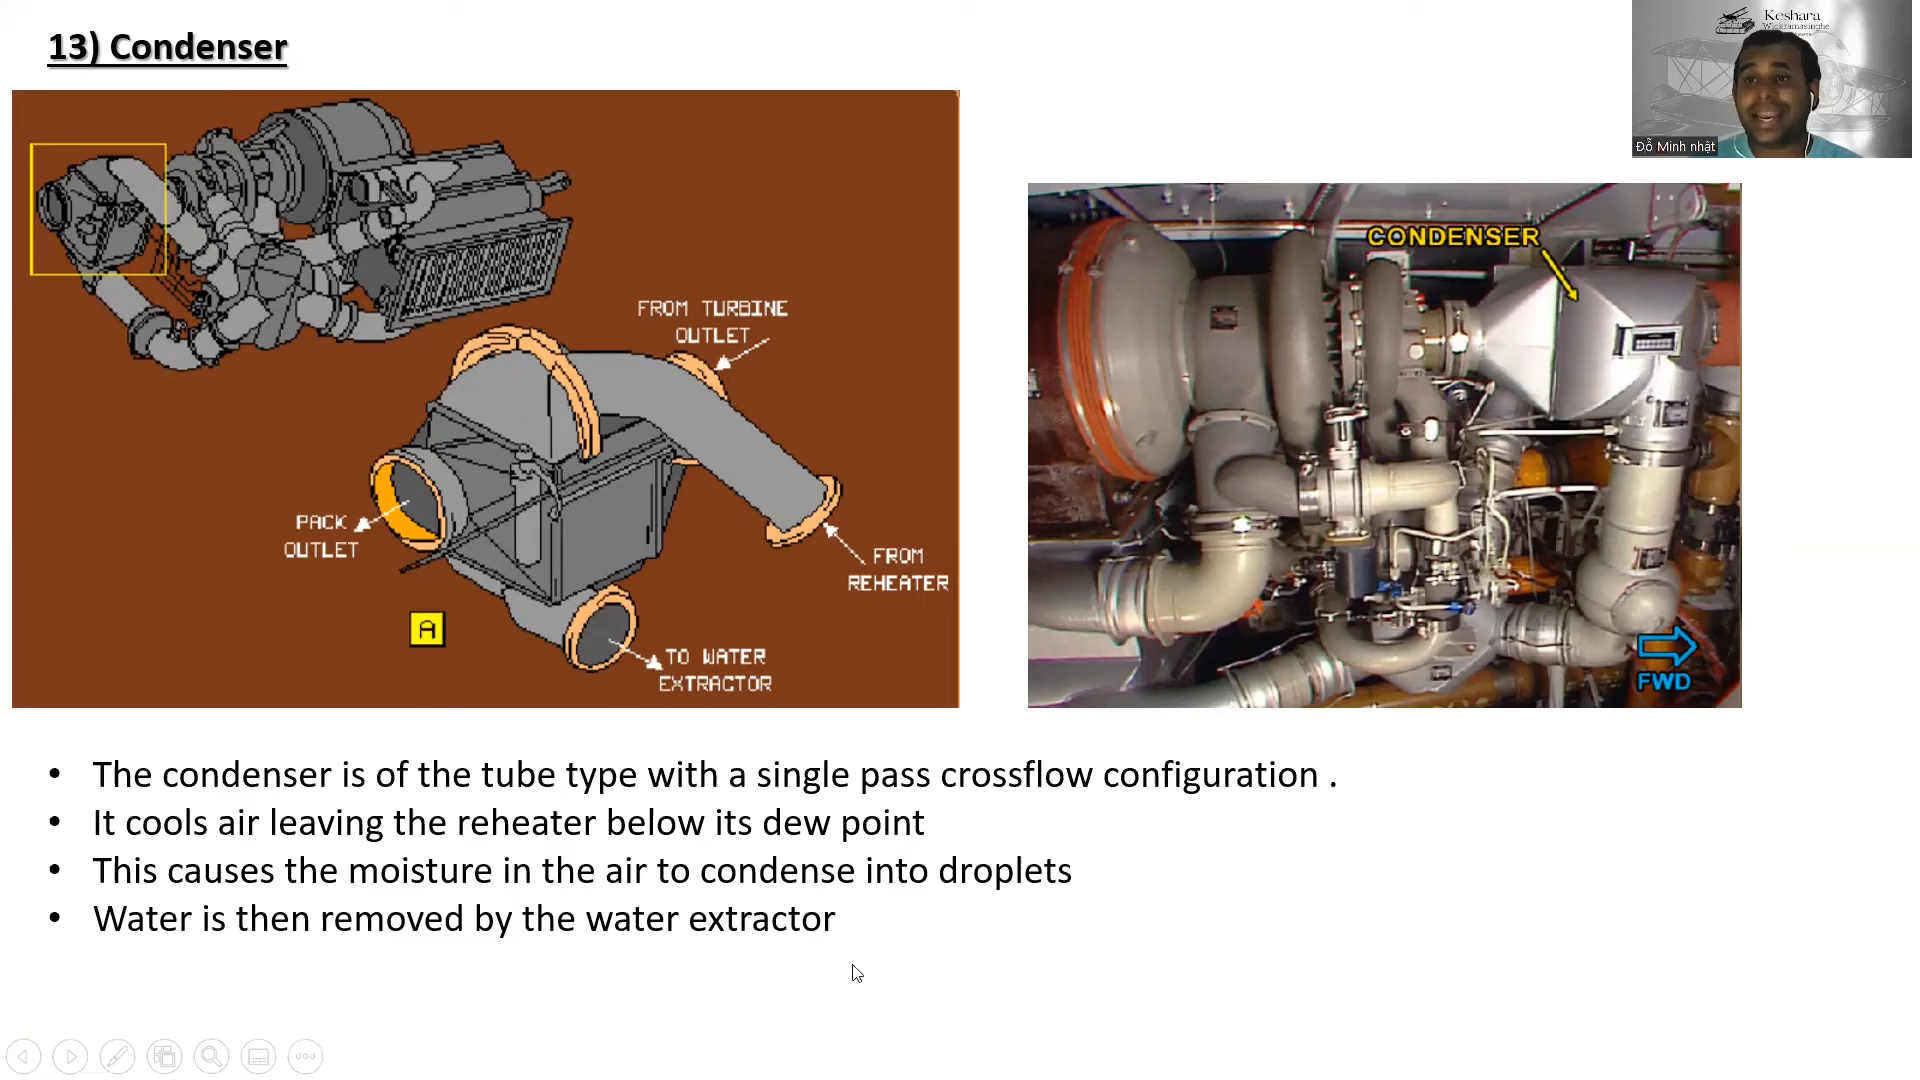 13) Condenser
Keshara
Wickramasinghe
Đỗ Minh nhật
FROM TURBINE
OUTLET
PACK
OUTLET
FROM
REHEATER
A
TO WATER
EXTRACTOR
CONDENSER
FWD
• The condenser is of the tube type with a single pass crossflow configuration .
• It cools air leaving the reheater below its dew point
• This causes the moisture in the air to condense into droplets
• Water is then removed by the water extractor